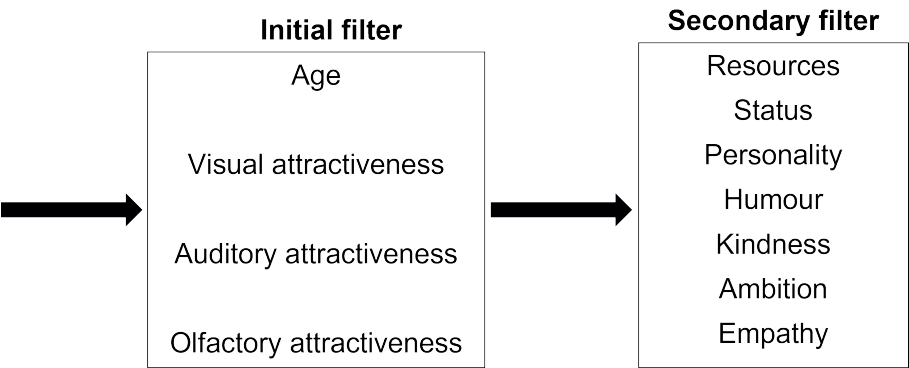 Initial filter
Age
Visual attractiveness
Auditory attractiveness
Olfactory attractiveness
Secondary filter
Resources
Status
Personality
Humour
Kindness
Ambition
Empathy